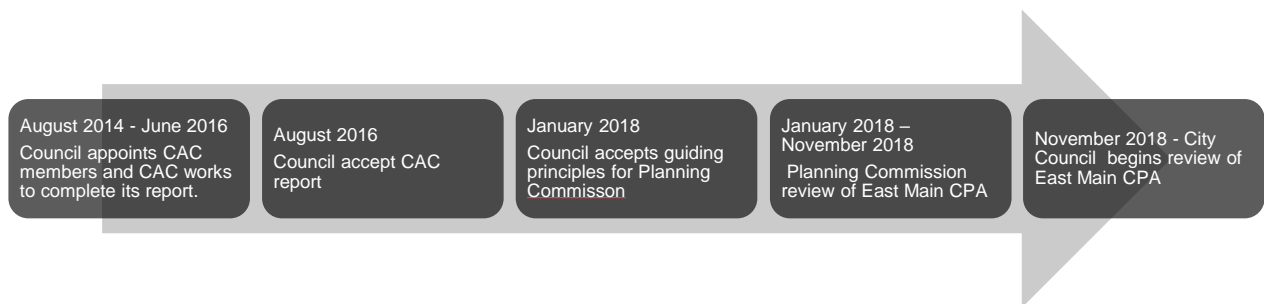 August 2014 - June 2016
Council appoints CAC
members and CAC works
to complete its report.
August 2016
Council accept CAC
report
January 2018
Council accepts guiding
principles for Planning
Commisson
January 2018 –
November 2018
Planning Commission
review of East Main CPA
November 2018 - City
Council begins review of
East Main CPA